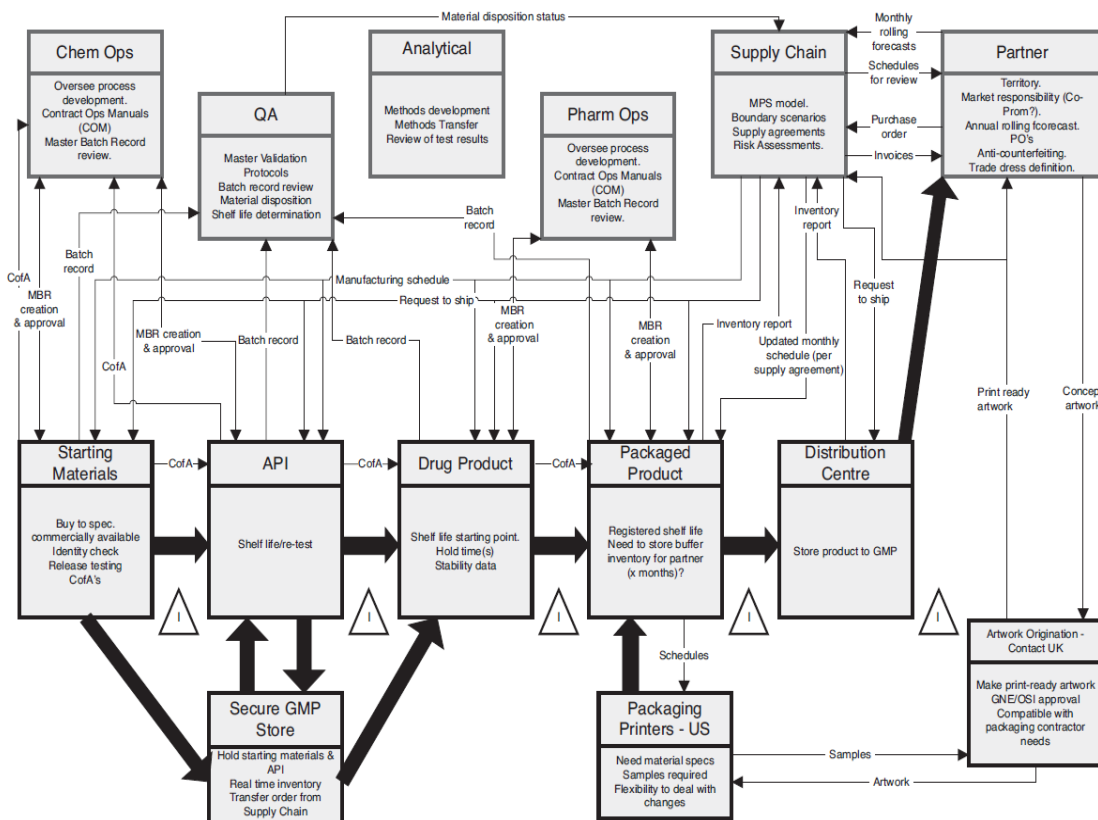 Material disposition status
Chem Ops
Oversee process
development.
Contract Ops Manuals
(COM)
Master Batch Record
review.
QA
Master Validation
Protocols
Batch record review
Material disposition
Shelf life determination
Analytical
Methods development
Methods Transfer
Review of test results
Pharm Ops
Oversee process
development.
Contract Ops Manuals
(COM)
Master Batch Record
review.
Supply Chain
MPS model.
Boundary scenarios
Supply agreements
Risk Assessments.
Monthly
rolling
forecasts
Schedules
for review
Purchase
order
Invoices
Partner
Territory.
Market responsibility (Co-
Prom?).
Annual rolling fcorecast.
PO's
Anti-counterfeiting.
Trade dress definition.
CofA
MBR
creation
& approval
Batch
record
CofA
MBR creation
& approval
Batch record
Manufacturing schedule
Request to ship
Batch record
Batch
record
MBR
creation
& approval
MBR
creation
& approval
Inventory report
Updated monthly
schedule (per
supply agreement)
Inventory
report
Request
to ship
Print ready
artwork
Concept
artwork
Starting
Materials
Buy to spec.
commercially available
Identity check
Release testing
CofA's
CofA
API
Shelf life/re-test
CofA
Drug Product
Shelf life starting point.
Hold time(s)
Stability data
CofA
Packaged
Product
Registered shelf life
Need to store buffer
inventory for partner
(x months)?
Distribution
Centre
Store product to GMP
I
I
I
I
I
Secure GMP
Store
Hold starting materials &
API
Real time inventory
Transfer order from
Supply Chain
Schedules
Packaging
Printers - US
Need material specs
Samples required
Flexibility to deal with
changes
Samples
Artwork
Artwork Origination -
Contact UK
Make print-ready artwork
GNE/OSI approval
Compatible with
packaging contractor
needs